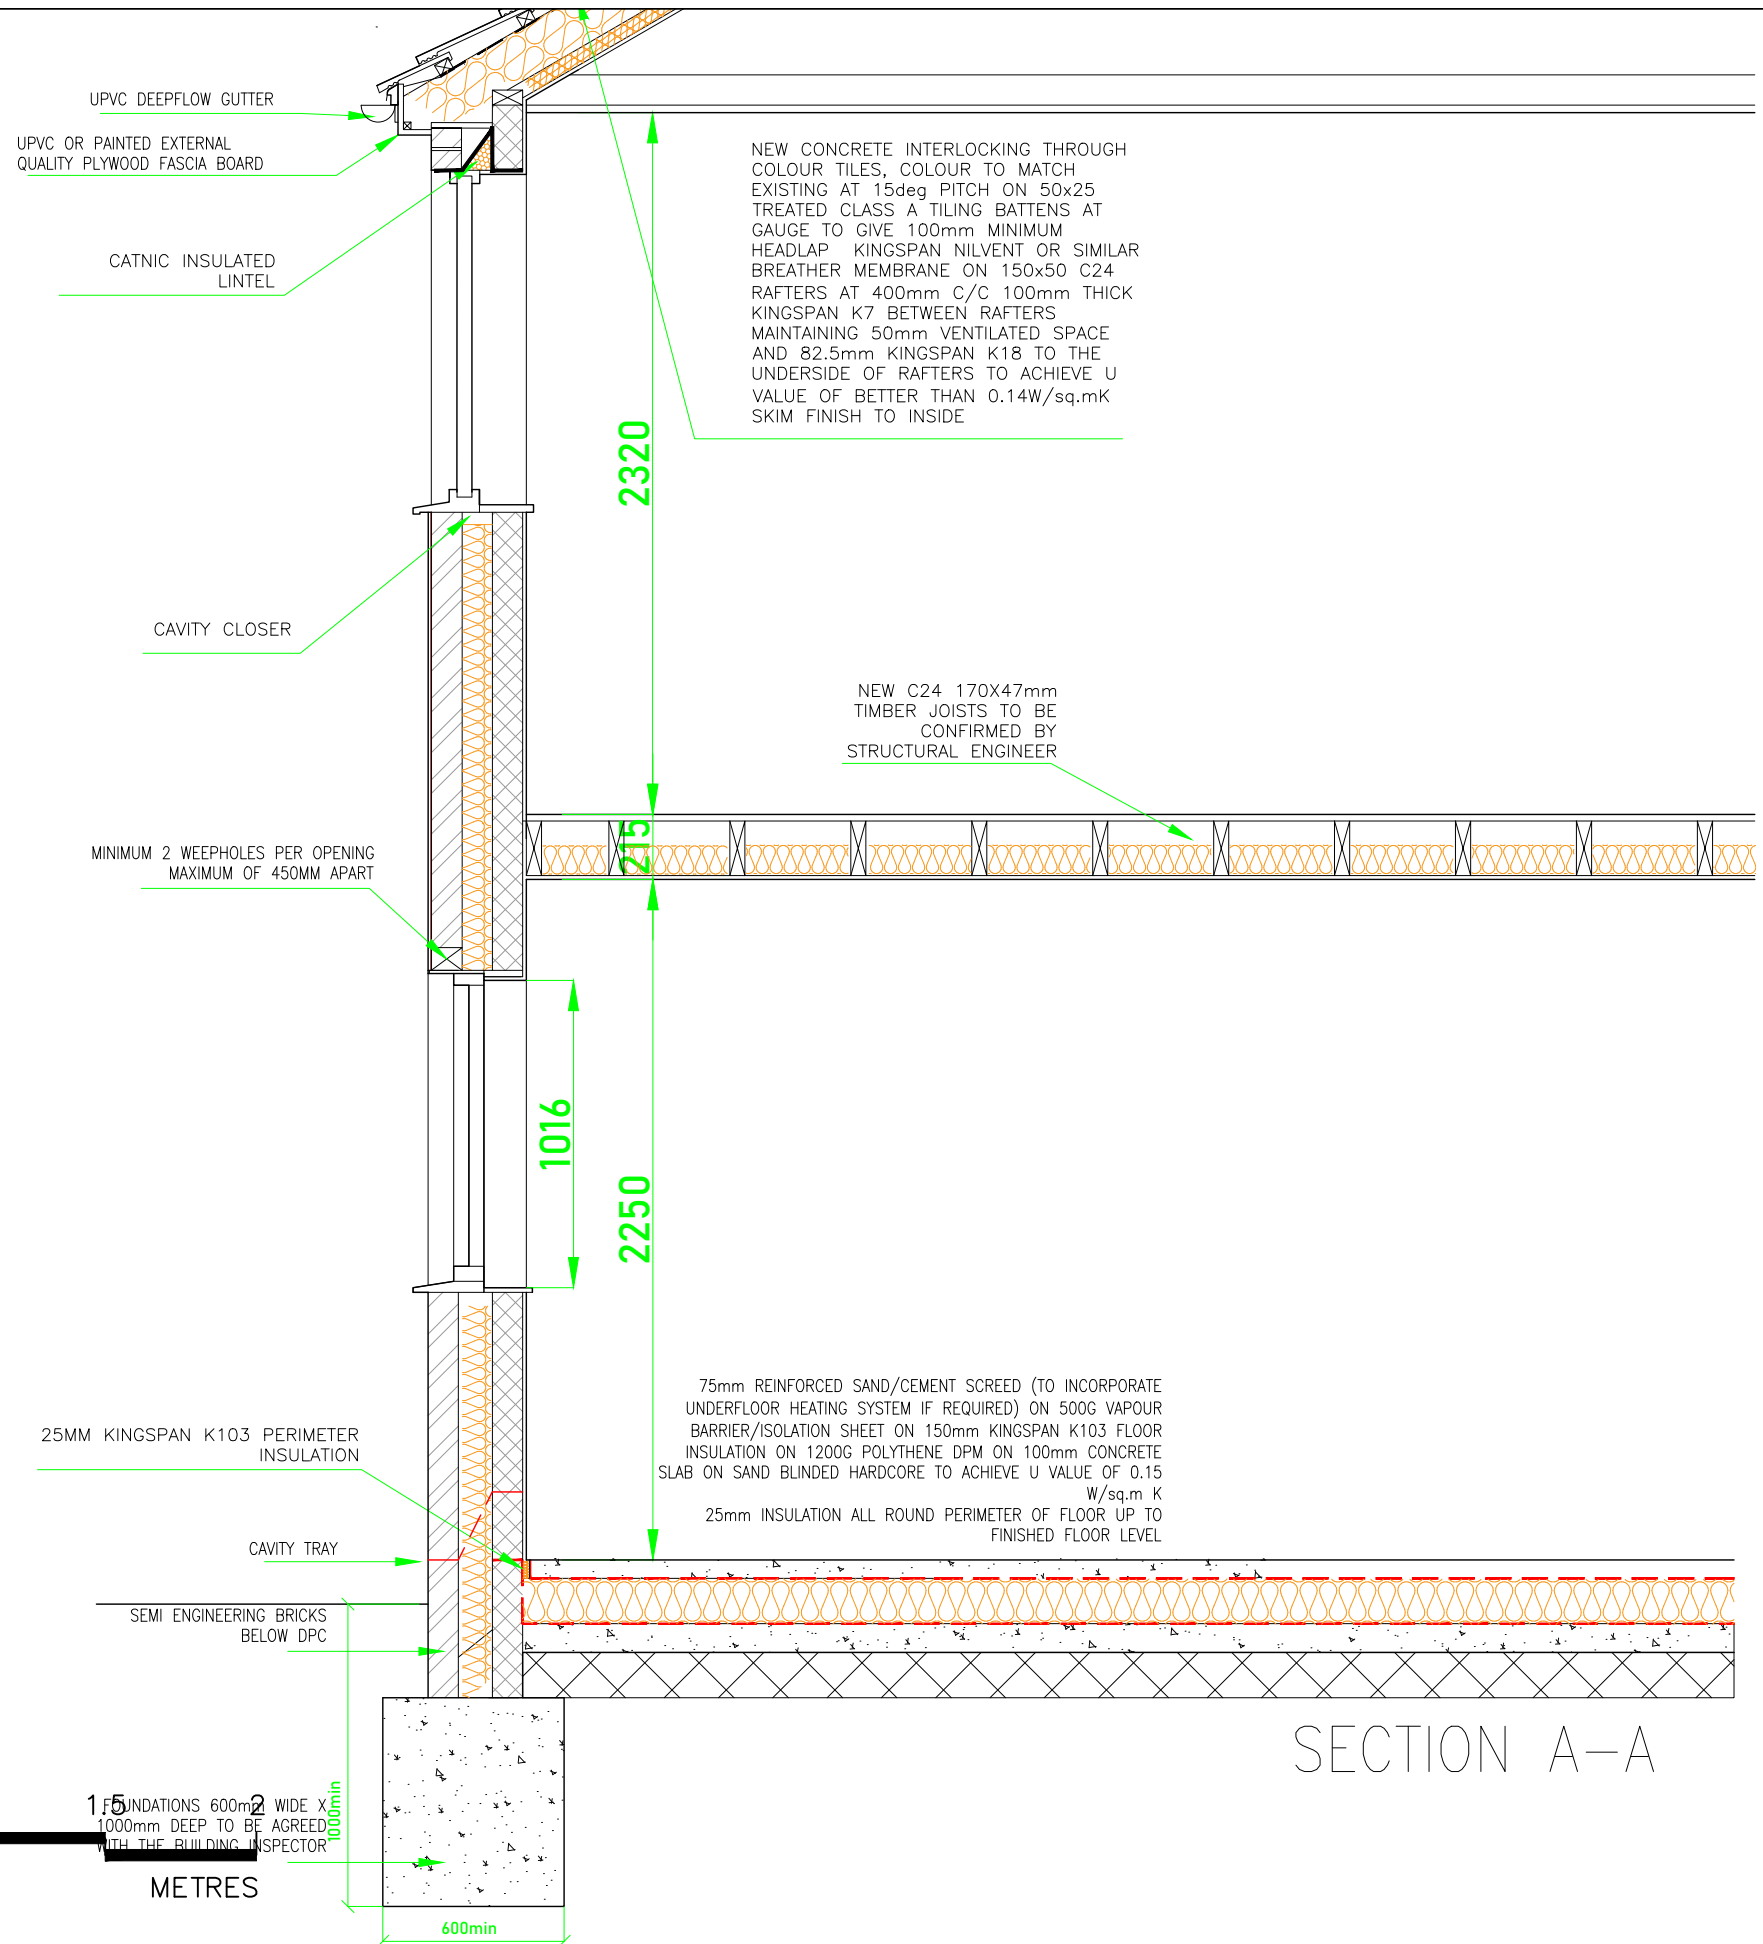 UPVC DEEPFLOW GUTTER
UPVC OR PAINTED EXTERNAL
QUALITY PLYWOOD FASCIA BOARD
CATNIC INSULATED
LINTEL
NEW CONCRETE INTERLOCKING THROUGH
COLOUR TILES, COLOUR TO MATCH
EXISTING AT 15deg PITCH ON 50x25
TREATED CLASS A TILING BATTENS AT
GAUGE TO GIVE 100mm MINIMUM
HEADLAP KINGSPAN NILVENT OR SIMILAR
BREATHER MEMBRANE ON 150x50 C24
RAFTERS AT 400mm C/C 100mm THICK
KINGSPAN K7 BETWEEN RAFTERS
MAINTAINING 50mm VENTILATED SPACE
AND 82.5mm KINGSPAN K18 TO THE
UNDERSIDE OF RAFTERS TO ACHIEVE U
VALUE OF BETTER THAN 0.14W/sq.mK
SKIM FINISH TO INSIDE
2320
CAVITY CLOSER
NEW C24 170X47mm
TIMBER JOISTS TO BE
CONFIRMED BY
STRUCTURAL ENGINEER
215
MINIMUM 2 WEEPHOLES PER OPENING
MAXIMUM OF 450MM APART
1016
2250
75mm REINFORCED SAND/CEMENT SCREED (TO INCORPORATE
UNDERFLOOR HEATING SYSTEM IF REQUIRED) ON 500G VAPOUR
BARRIER/ISOLATION SHEET ON 150mm KINGSPAN K103 FLOOR
INSULATION ON 1200G POLYTHENE DPM ON 100mm CONCRETE
SLAB ON SAND BLINDED HARDCORE TO ACHIEVE U VALUE OF 0.15
W/sq.m K
25mm INSULATION ALL ROUND PERIMETER OF FLOOR UP TO
FINISHED FLOOR LEVEL
25MM KINGSPAN K103 PERIMETER
INSULATION
CAVITY TRAY
SEMI ENGINEERING BRICKS
BELOW DPC
SECTION A-A
1000min
1.5
2
FOUNDATIONS 600mm WIDE X
1000mm DEEP TO BE AGREED
WITH THE BUILDING INSPECTOR
METRES
600min